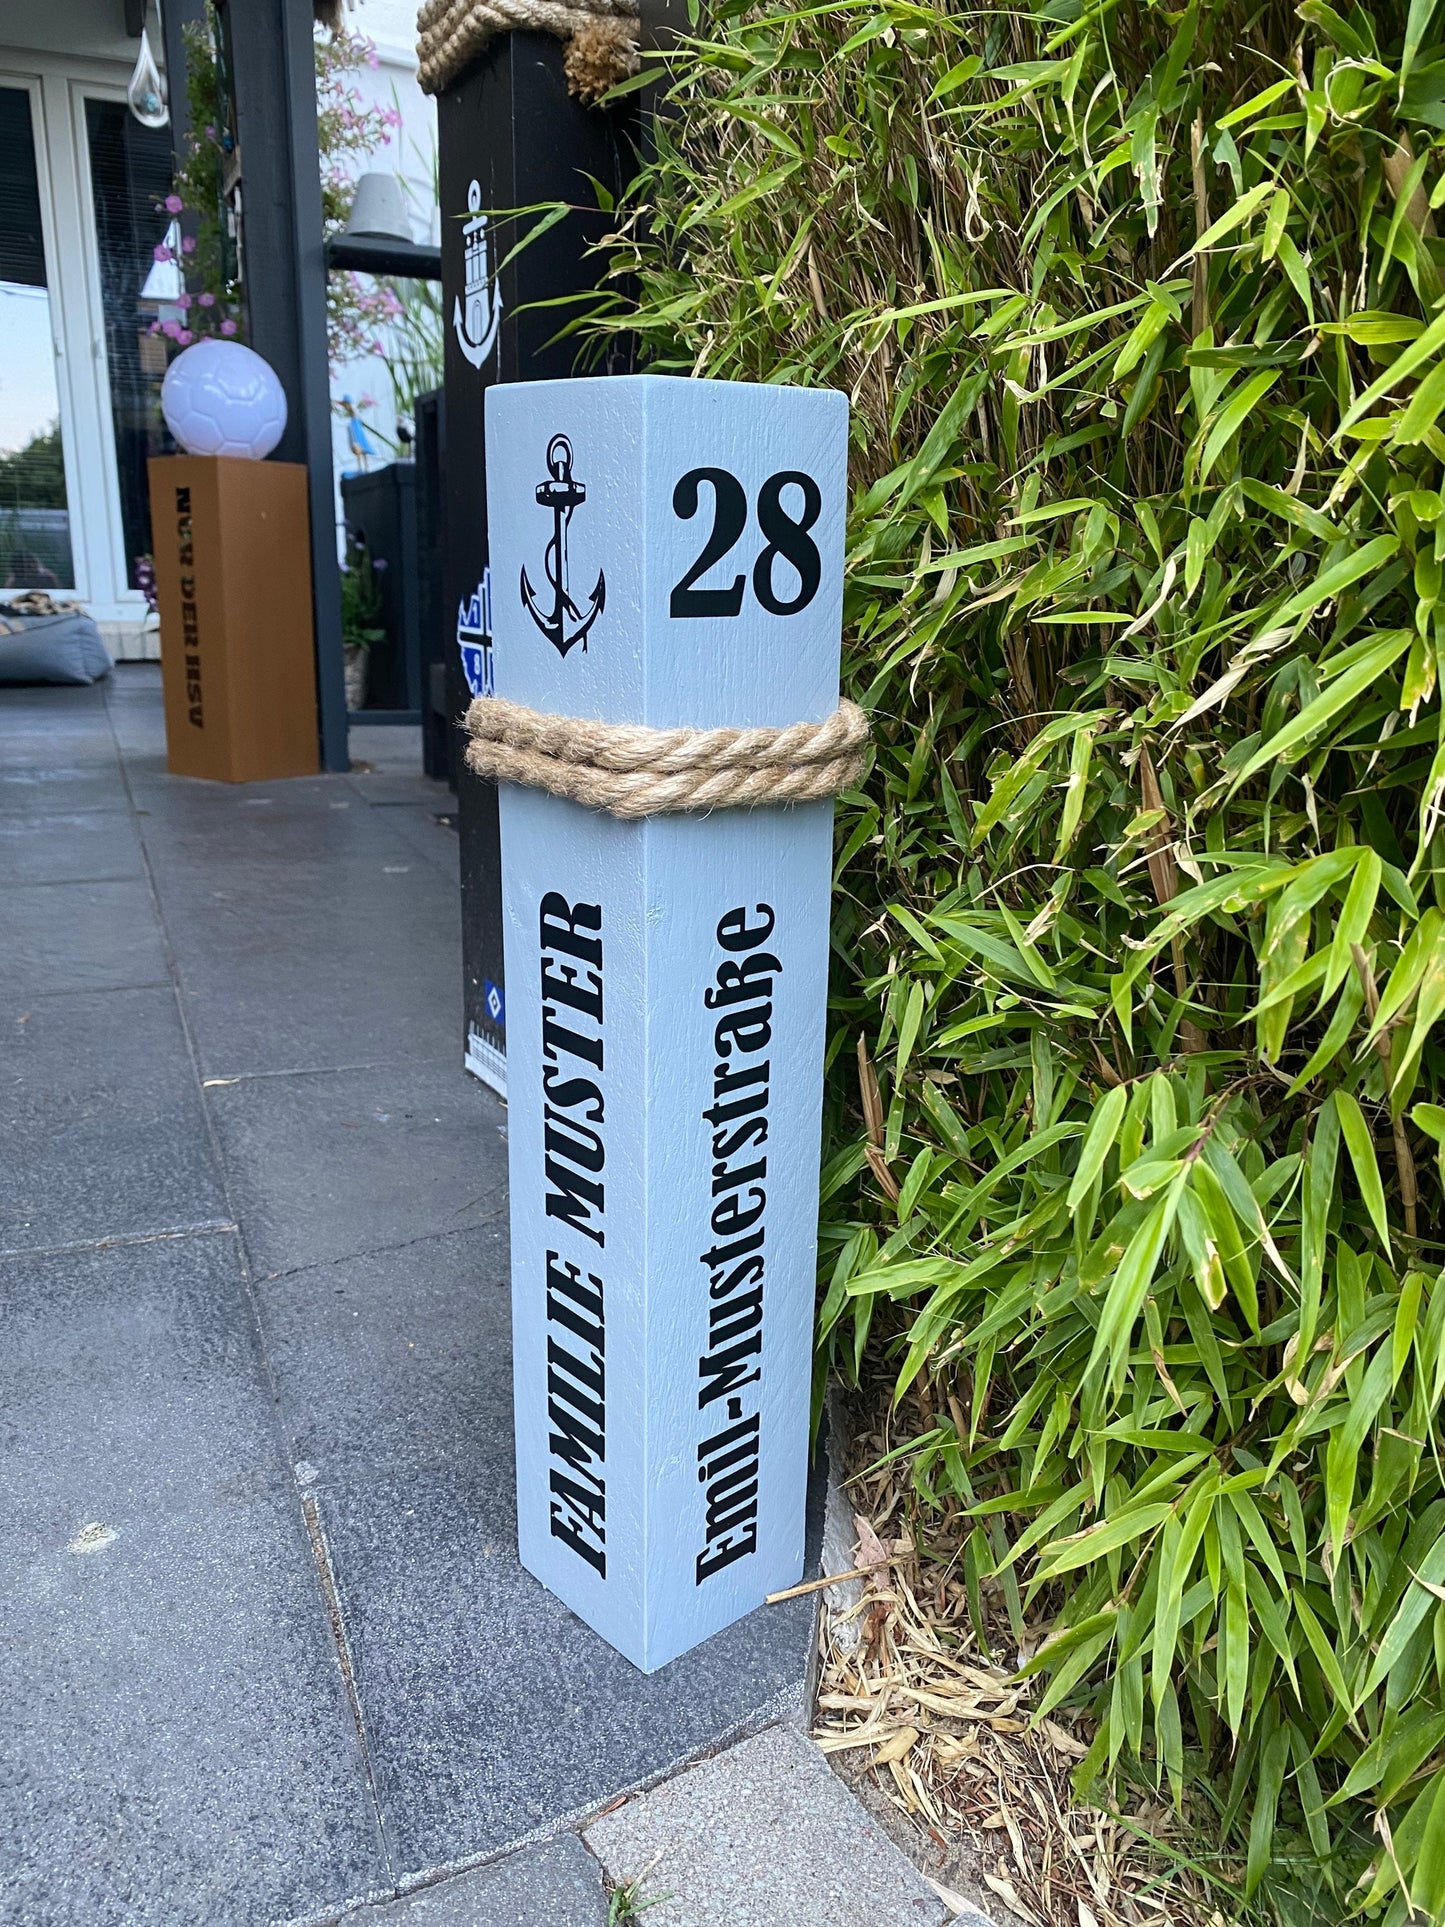 28
FAMILIE MUSTER
Emil-Musterstraße
NUR DER HSV